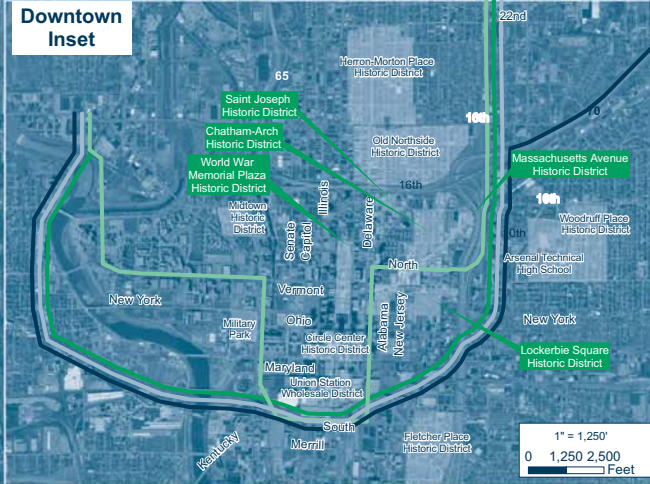 Downtown
Inset
22nd
Herron-Morton Place
Historic District
65
70
Saint Joseph
Historic District
16th
Chatham-Arch
Historic District
Old Northside
Historic District
World War
Memorial Plaza
Historic District
Massachusetts Avenue
Historic District
16th
16th
Illinois
Midtown
Historic
District
Delaware
Woodruff Place
Historic District
0th
Senate
Capitol
North
Arsenal Technical
High School
Vermont
New York
Ohio
Military
Park
Circle Center
Historic District
Alabama
New Jersey
New York
Lockerbie Square
Historic District
Maryland
Union Station
Wholesale District
South
Merrill
Kentucky
Fletcher Place
Historic District
1" = 1,250'
0 1,250 2,500
Feet